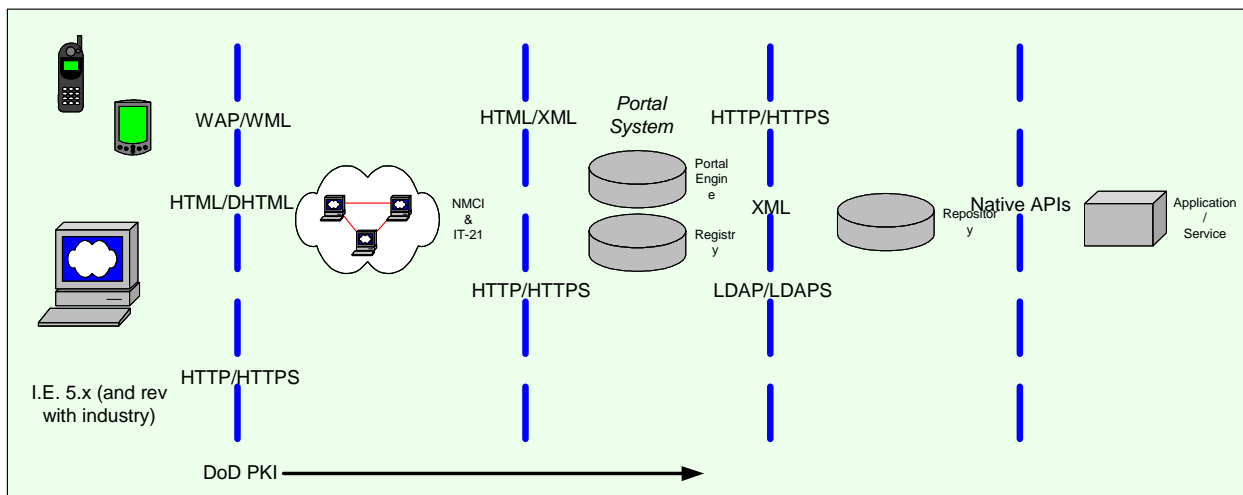 WAP/WML
HTML/DHTML
HTTP/HTTPS
I.E. 5.x (and rev
with industry)
DoD PKI
NMCI
&
IT-21
HTML/XML
HTTP/HTTPS
Portal
System
Portal
Engin
e
Registr
y
HTTP/HTTPS
XML
LDAP/LDAPS
Repositor
y
Native APIs
Application
/
Service